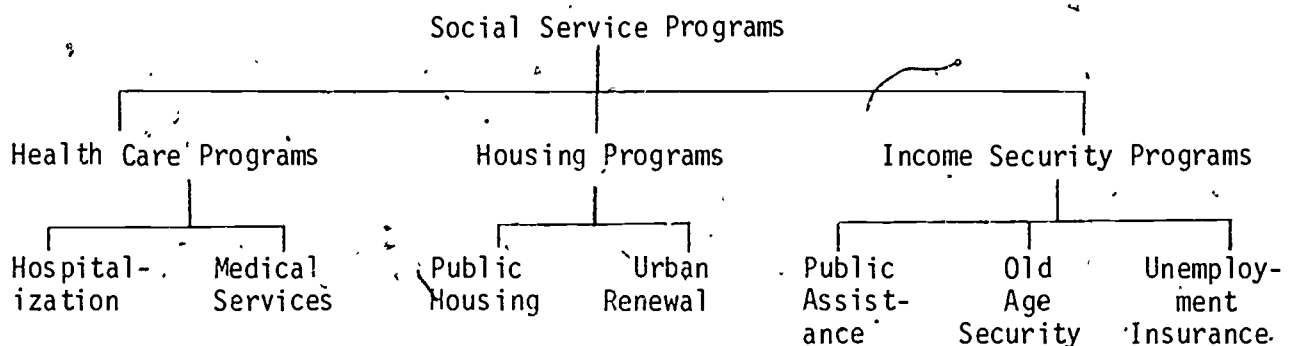 Social Service Programs
Health Care Programs Housing Programs Income Security Programs
Hospital- Medical Public Urban Public Old Unemploy-
ization Services Housing Renewal Assist- Age ment
ance Security Insurance